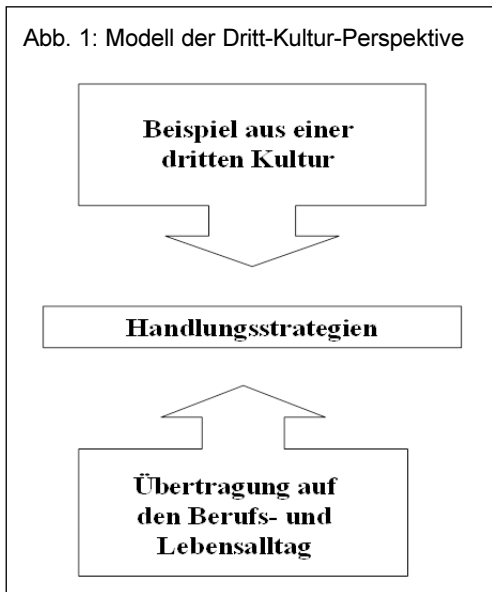 Abb. 1: Modell der Dritt-Kultur-Perspektive
Beispiel aus einer
dritten Kultur
Handlungsstrategien
Übertragung auf
den Berufs- und
Lebensalltag